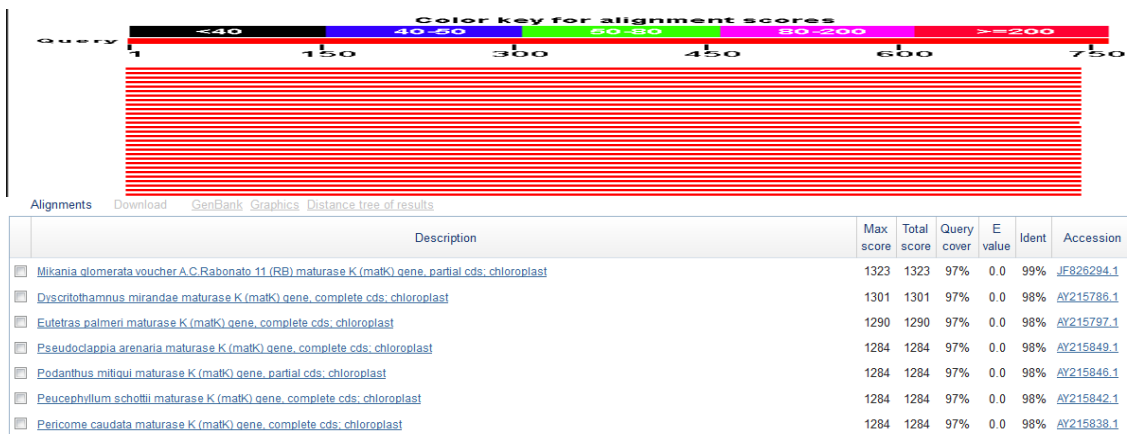 Color key for alignment scores
<40 40-50 50-80 80-200 >=200
Query
1 150 300 450 600 750
Alignments Download GenBank Graphics Distance tree of results
Description Max score Total score Query cover E value Ident Accession
Mikania glomerata voucher A.C.Rabonato 11 (RB) maturase K (matK) gene, partial cds; chloroplast 1323 1323 97% 0.0 99% JF826294.1
Dyscritothamnus mirandae maturase K (matK) gene, complete cds; chloroplast 1301 1301 97% 0.0 98% AY215786.1
Eutetras palmeri maturase K (matK) gene, complete cds; chloroplast 1290 1290 97% 0.0 98% AY215797.1
Pseudoclappia arenaria maturase K (matK) gene, complete cds; chloroplast 1284 1284 97% 0.0 98% AY215849.1
Podanthus mitiqui maturase K (matK) gene, partial cds; chloroplast 1284 1284 97% 0.0 98% AY215846.1
Peucephyllum schottii maturase K (matK) gene, complete cds; chloroplast 1284 1284 97% 0.0 98% AY215842.1
Pericome caudata maturase K (matK) gene, complete cds; chloroplast 1284 1284 97% 0.0 98% AY215838.1